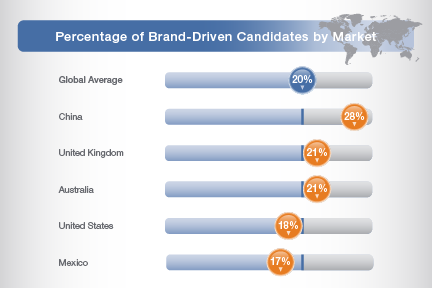 Percentage of Brand-Driven Candidates by Market
Global Average 20%
China 28%
United Kingdom 21%
Australia 21%
United States 18%
Mexico 17%